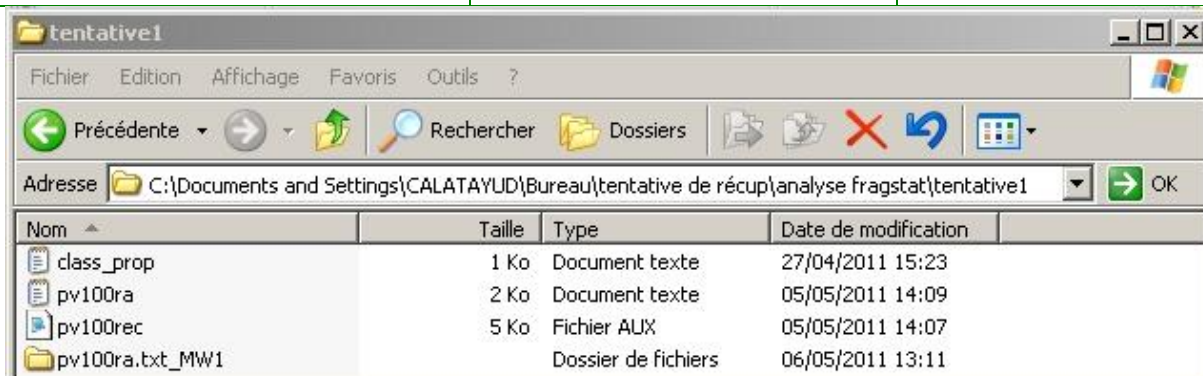 tentative1
Fichier Edition Affichage Favoris Outils ?
Précédente Rechercher Dossiers
Adresse C:\Documents and Settings\CALATAYUD\Bureau\tentative de récup\analyse fragstat\tentative1 OK
Nom Taille Type Date de modification
class_prop 1 Ko Document texte 27/04/2011 15:23
pv100ra 2 Ko Document texte 05/05/2011 14:09
pv100rec 5 Ko Fichier AUX 05/05/2011 14:07
pv100ra.txt_MW1 Dossier de fichiers 06/05/2011 13:11